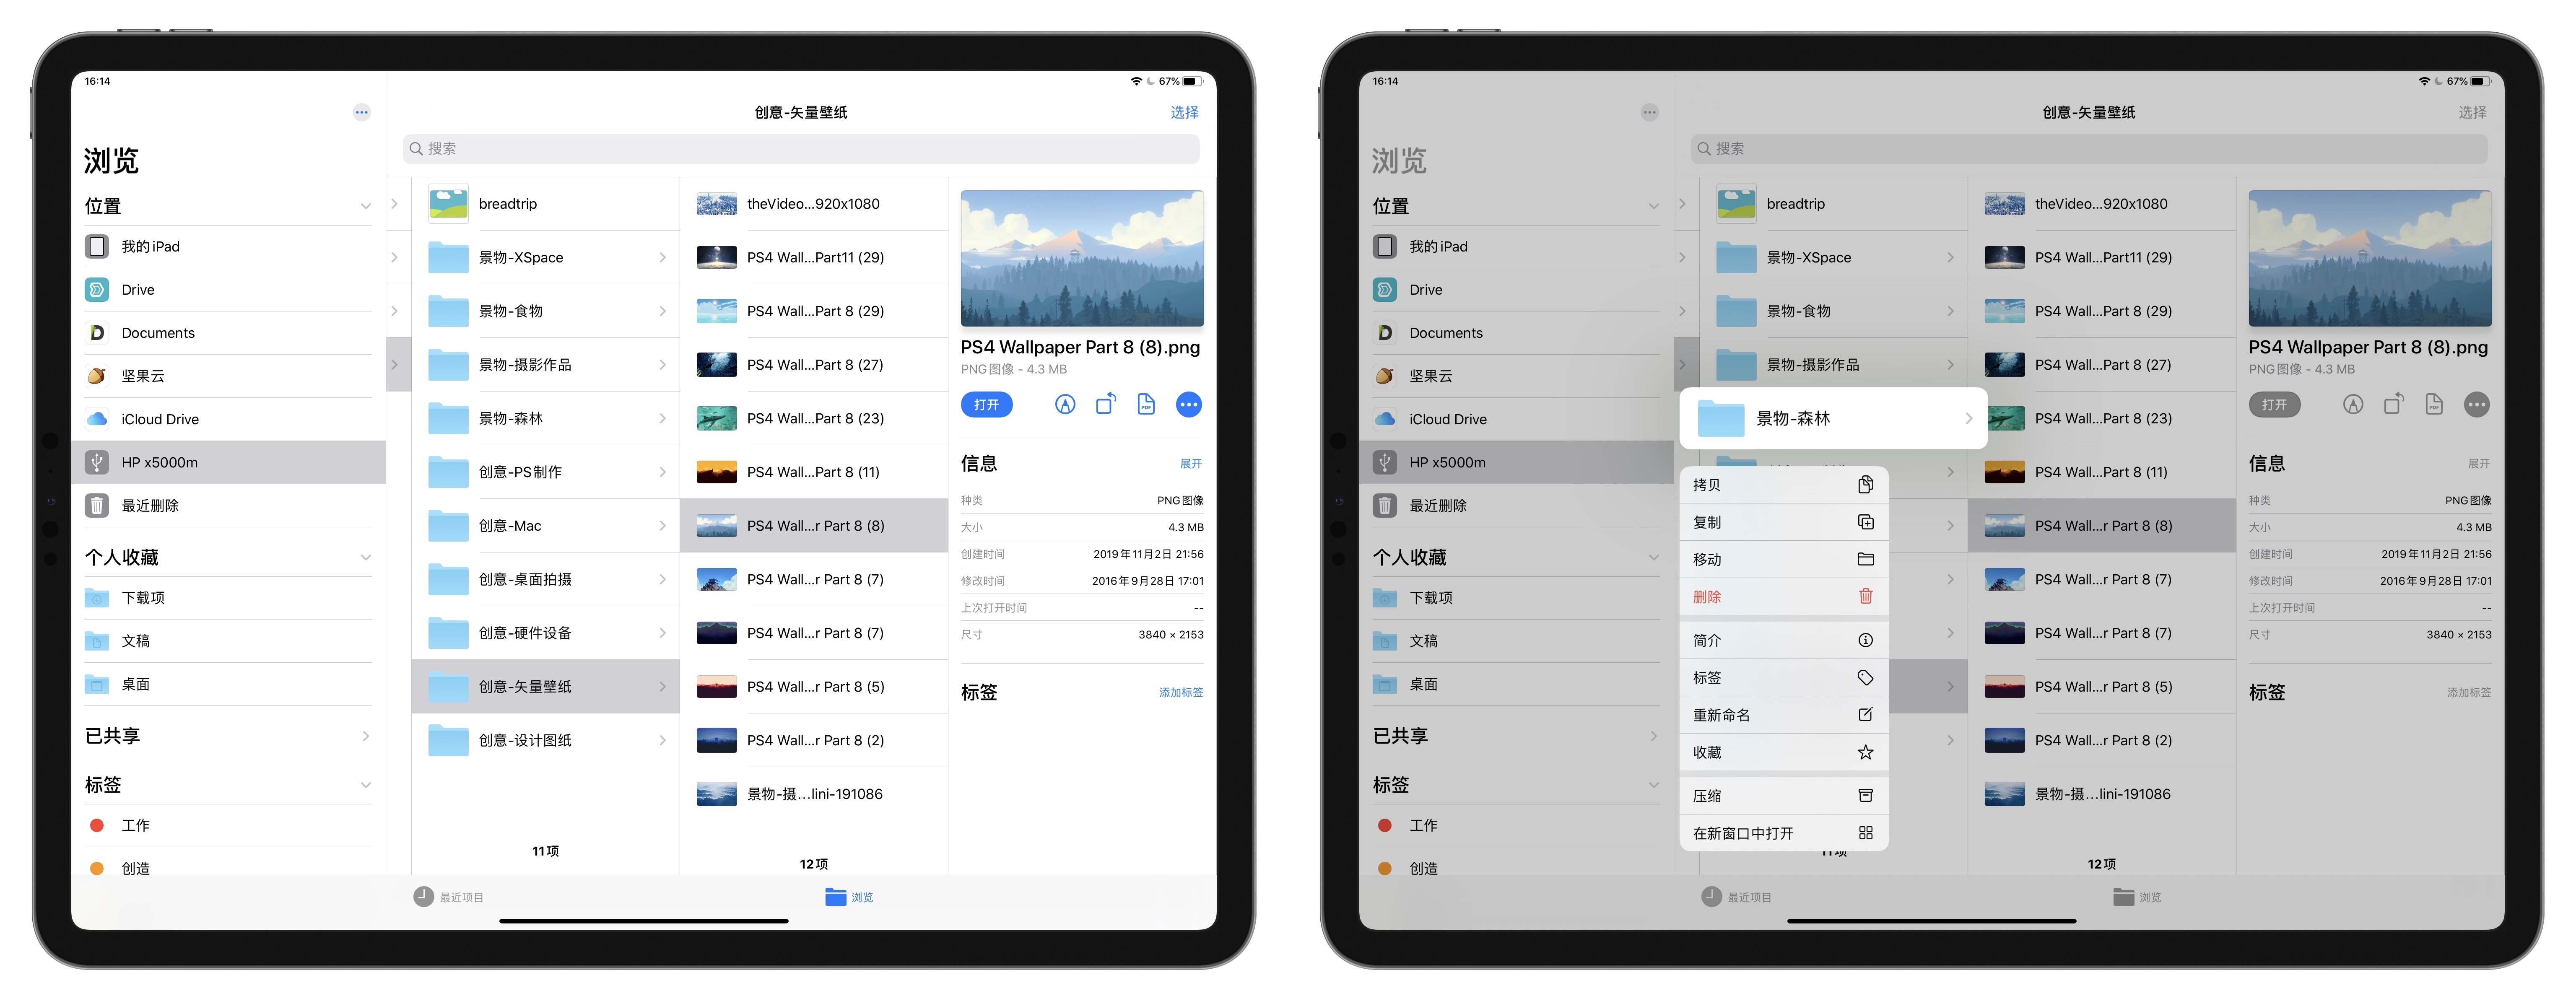 16:14
67%
浏览
位置
我的 iPad
Drive
Documents
坚果云
iCloud Drive
HP x5000m
最近删除
个人收藏
下载项
文稿
桌面
已共享
标签
工作
创造
创意-矢量壁纸
选择
搜索
breadtrip
景物-XSpace
景物-食物
景物-摄影作品
景物-森林
创意-PS制作
创意-Mac
创意-桌面拍摄
创意-硬件设备
创意-矢量壁纸
创意-设计图纸
11项
theVideo...920x1080
PS4 Wall...Part11 (29)
PS4 Wall...Part 8 (29)
PS4 Wall...Part 8 (27)
PS4 Wall...Part 8 (23)
PS4 Wall...Part 8 (11)
PS4 Wall...r Part 8 (8)
PS4 Wall...r Part 8 (7)
PS4 Wall...r Part 8 (7)
PS4 Wall...r Part 8 (5)
PS4 Wall...r Part 8 (2)
景物-摄...lini-191086
12项
PS4 Wallpaper Part 8 (8).png
PNG图像 - 4.3 MB
打开
PDF
信息 展开
种类 PNG图像
大小 4.3 MB
创建时间 2019年11月2日 21:56
修改时间 2016年9月28日 17:01
上次打开时间 --
尺寸 3840 × 2153
标签 添加标签
最近项目
浏览
16:14
67%
浏览
位置
我的 iPad
Drive
Documents
坚果云
iCloud Drive
HP x5000m
最近删除
个人收藏
下载项
文稿
桌面
已共享
标签
工作
创造
创意-矢量壁纸
选择
搜索
breadtrip
景物-XSpace
景物-食物
景物-摄影作品
景物-森林
拷贝
复制
移动
删除
简介
标签
重新命名
收藏
压缩
在新窗口中打开
11项
theVideo...920x1080
PS4 Wall...Part11 (29)
PS4 Wall...Part 8 (29)
PS4 Wall...Part 8 (27)
PS4 Wall...Part 8 (23)
PS4 Wall...Part 8 (11)
PS4 Wall...r Part 8 (8)
PS4 Wall...r Part 8 (7)
PS4 Wall...r Part 8 (7)
PS4 Wall...r Part 8 (5)
PS4 Wall...r Part 8 (2)
景物-摄...lini-191086
12项
PS4 Wallpaper Part 8 (8).png
PNG图像 - 4.3 MB
打开
PDF
信息 展开
种类 PNG图像
大小 4.3 MB
创建时间 2019年11月2日 21:56
修改时间 2016年9月28日 17:01
上次打开时间 --
尺寸 3840 × 2153
标签 添加标签
最近项目
浏览